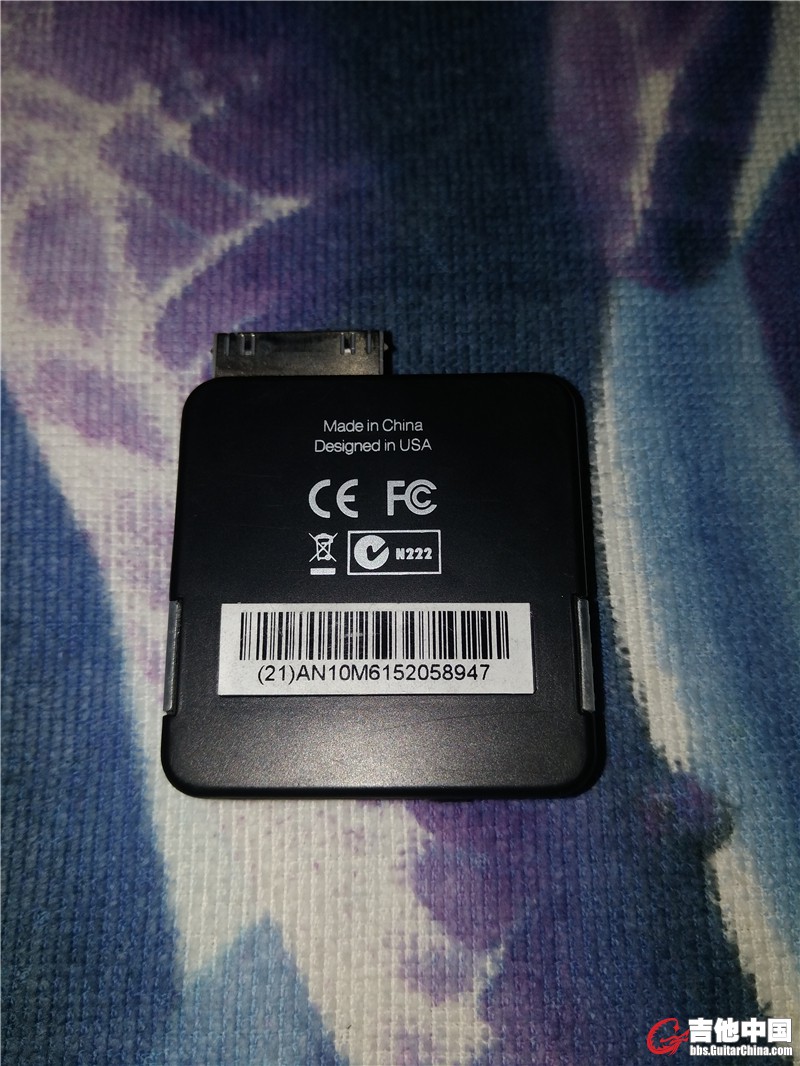 Made in China
Designed in USA
CE FC
N222
(21)AN10M6152058947
吉他中国
bbs.GuitarChina.com